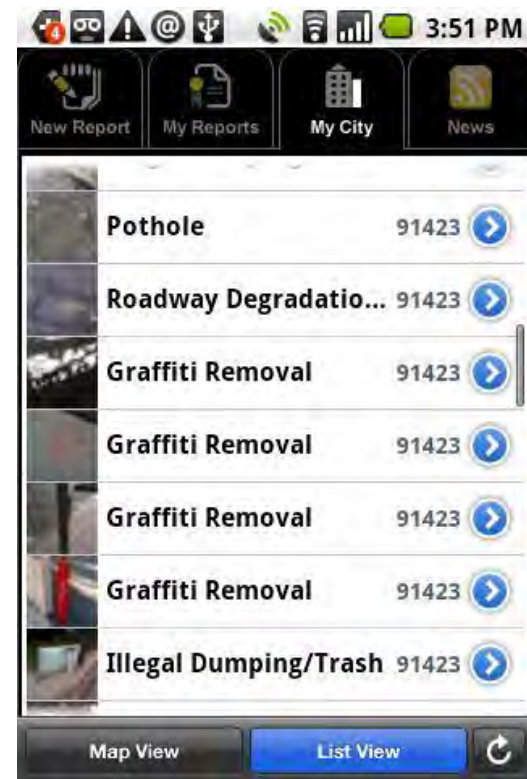 4 @ 3:51 PM
New Report My Reports My City News
Pothole 91423
Roadway Degradatio... 91423
Graffiti Removal 91423
Graffiti Removal 91423
Graffiti Removal 91423
Graffiti Removal 91423
Illegal Dumping/Trash 91423
Map View List View